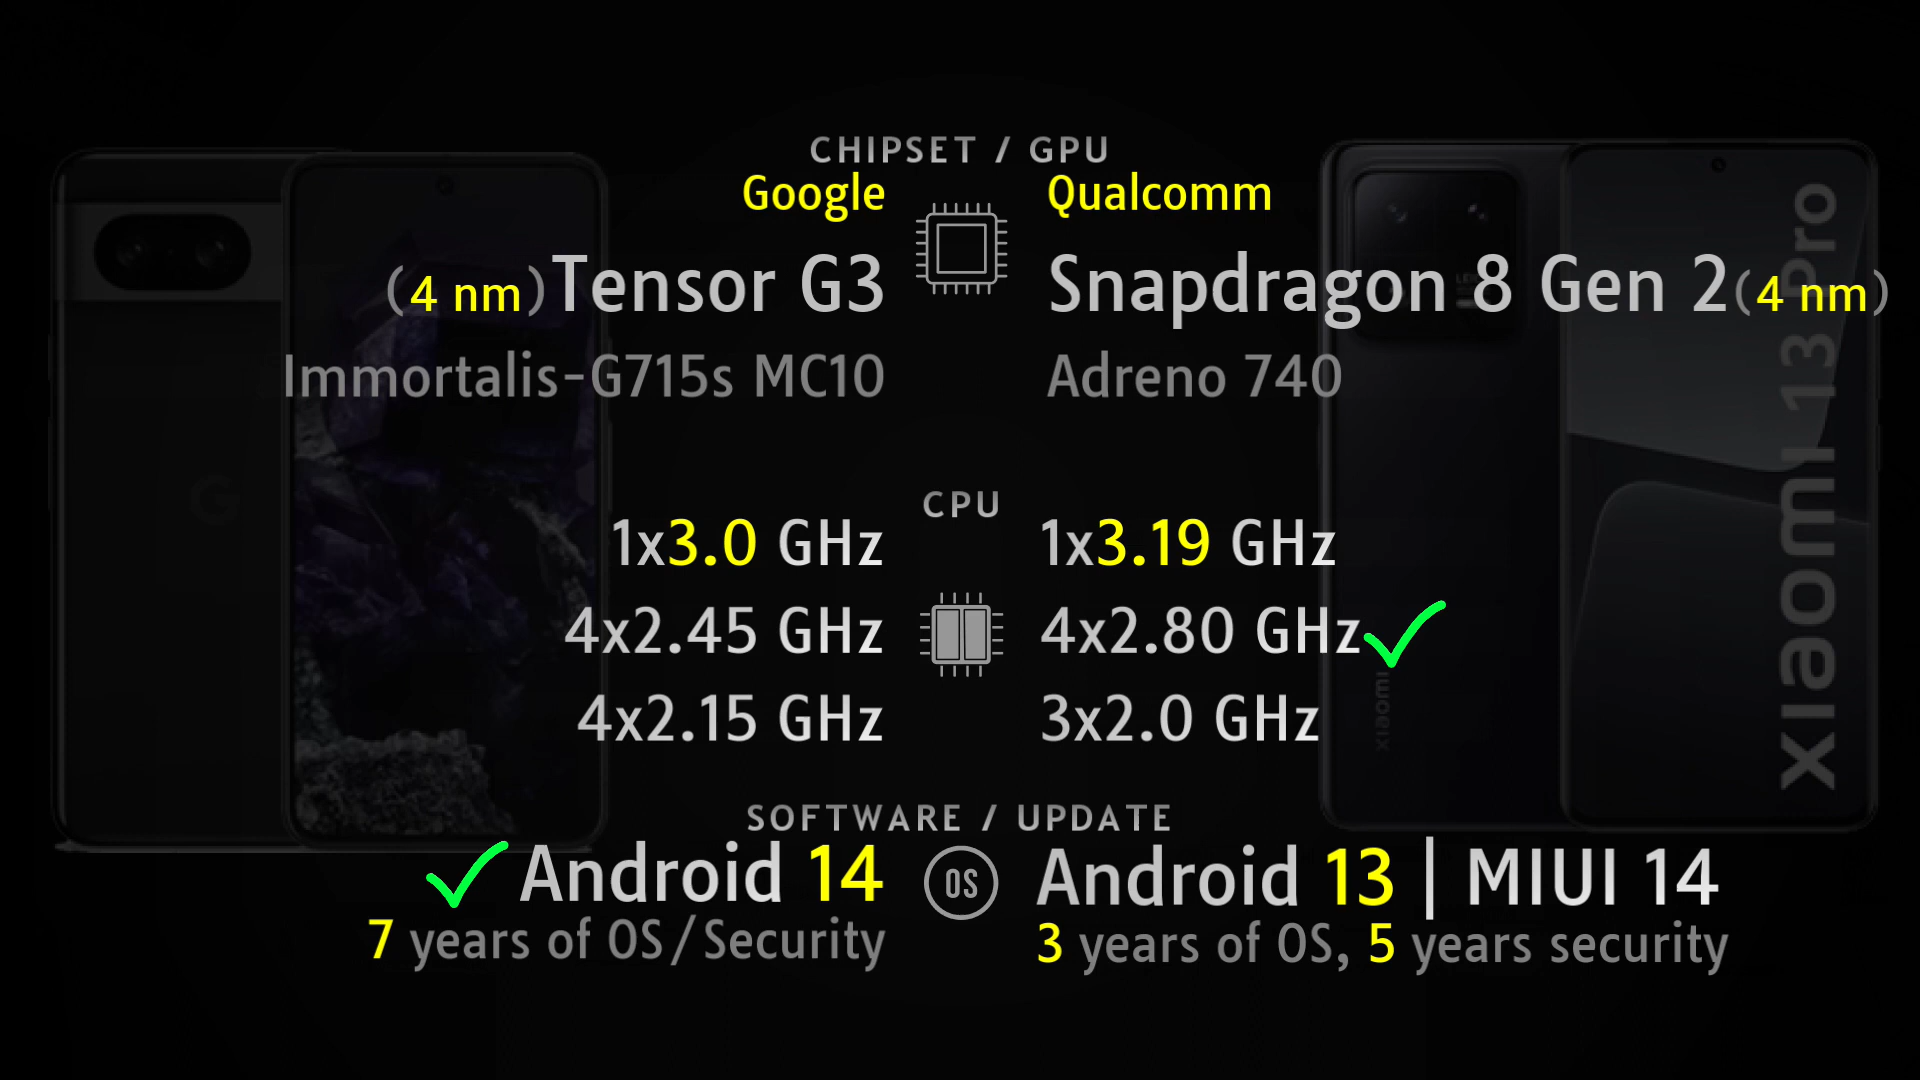 CHIPSET / GPU
Google
Qualcomm
(4 nm)Tensor G3
Snapdragon 8 Gen 2(4 nm)
Immortalis-G715s MC10
Adreno 740
CPU
1x3.0 GHz
1x3.19 GHz
4x2.45 GHz
4x2.80 GHz
4x2.15 GHz
3x2.0 GHz
SOFTWARE / UPDATE
Android 14
OS
Android 13 | MIUI 14
7 years of OS/Security
3 years of OS, 5 years security
xiaomi 13 Pro
xiaomi
G